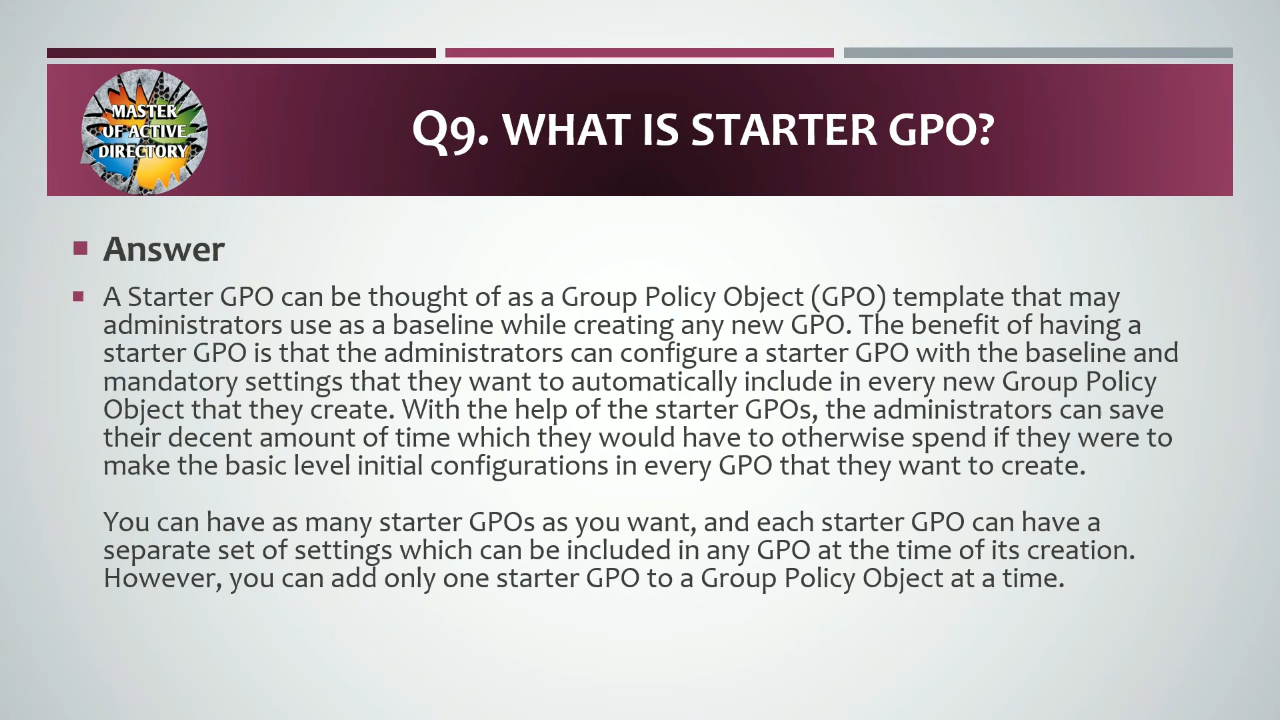 MASTER
OF ACTIVE
DIRECTORY
Q9. WHAT IS STARTER GPO?
Answer
A Starter GPO can be thought of as a Group Policy Object (GPO) template that may
administrators use as a baseline while creating any new GPO. The benefit of having a
starter GPO is that the administrators can configure a starter GPO with the baseline and
mandatory settings that they want to automatically include in every new Group Policy
Object that they create. With the help of the starter GPOs, the administrators can save
their decent amount of time which they would have to otherwise spend if they were to
make the basic level initial configurations in every GPO that they want to create.
You can have as many starter GPOs as you want, and each starter GPO can have a
separate set of settings which can be included in any GPO at the time of its creation.
However, you can add only one starter GPO to a Group Policy Object at a time.